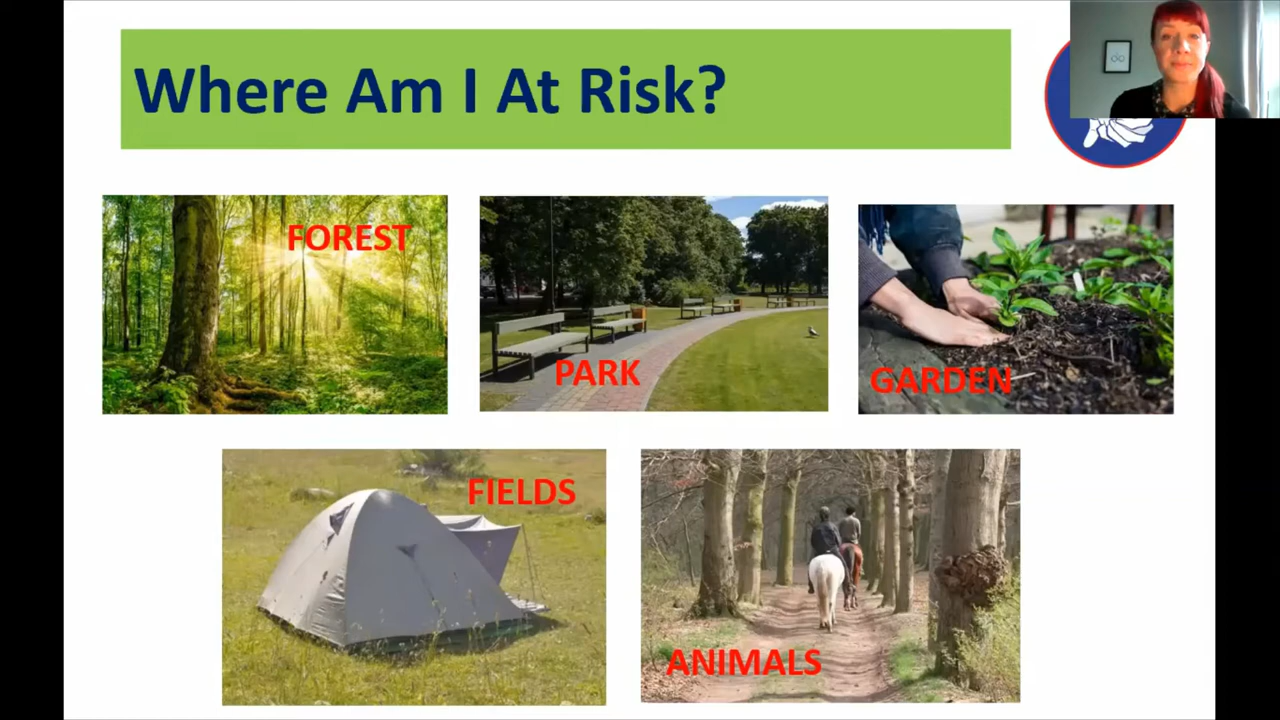 Where Am I At Risk?
FOREST
PARK
GARDEN
FIELDS
ANIMALS